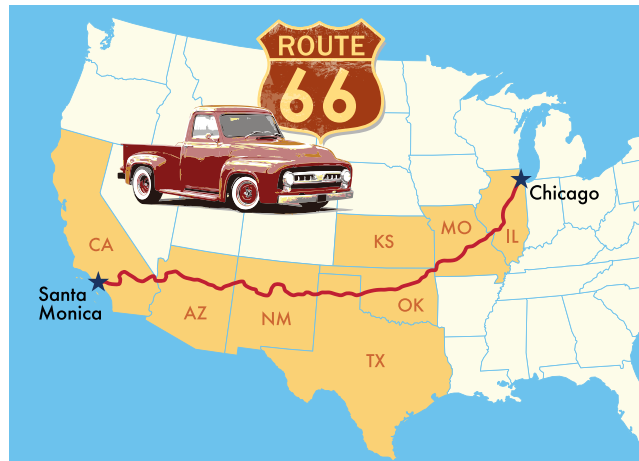 ROUTE
66
Chicago
MO
IL
KS
CA
Santa
Monica
OK
AZ
NM
TX